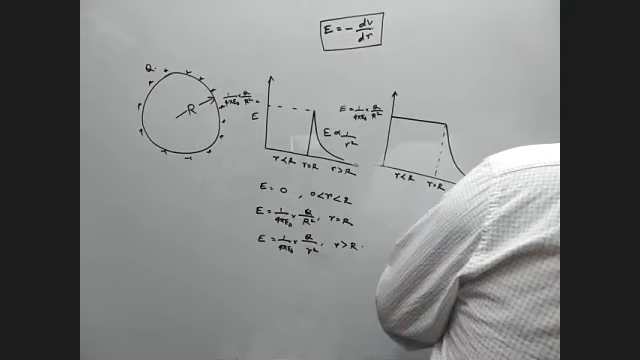 E = - dV/dr
Q
R
1/4πε₀ × Q/R²
E
E ∝ 1/r²
r < R r = R r > R
E = 1/4πε₀ × Q/R²
r < R r = R
E = 0 , 0 < r < R
E = 1/4πε₀ × Q/R² , r = R
E = 1/4πε₀ × Q/r² , r > R .